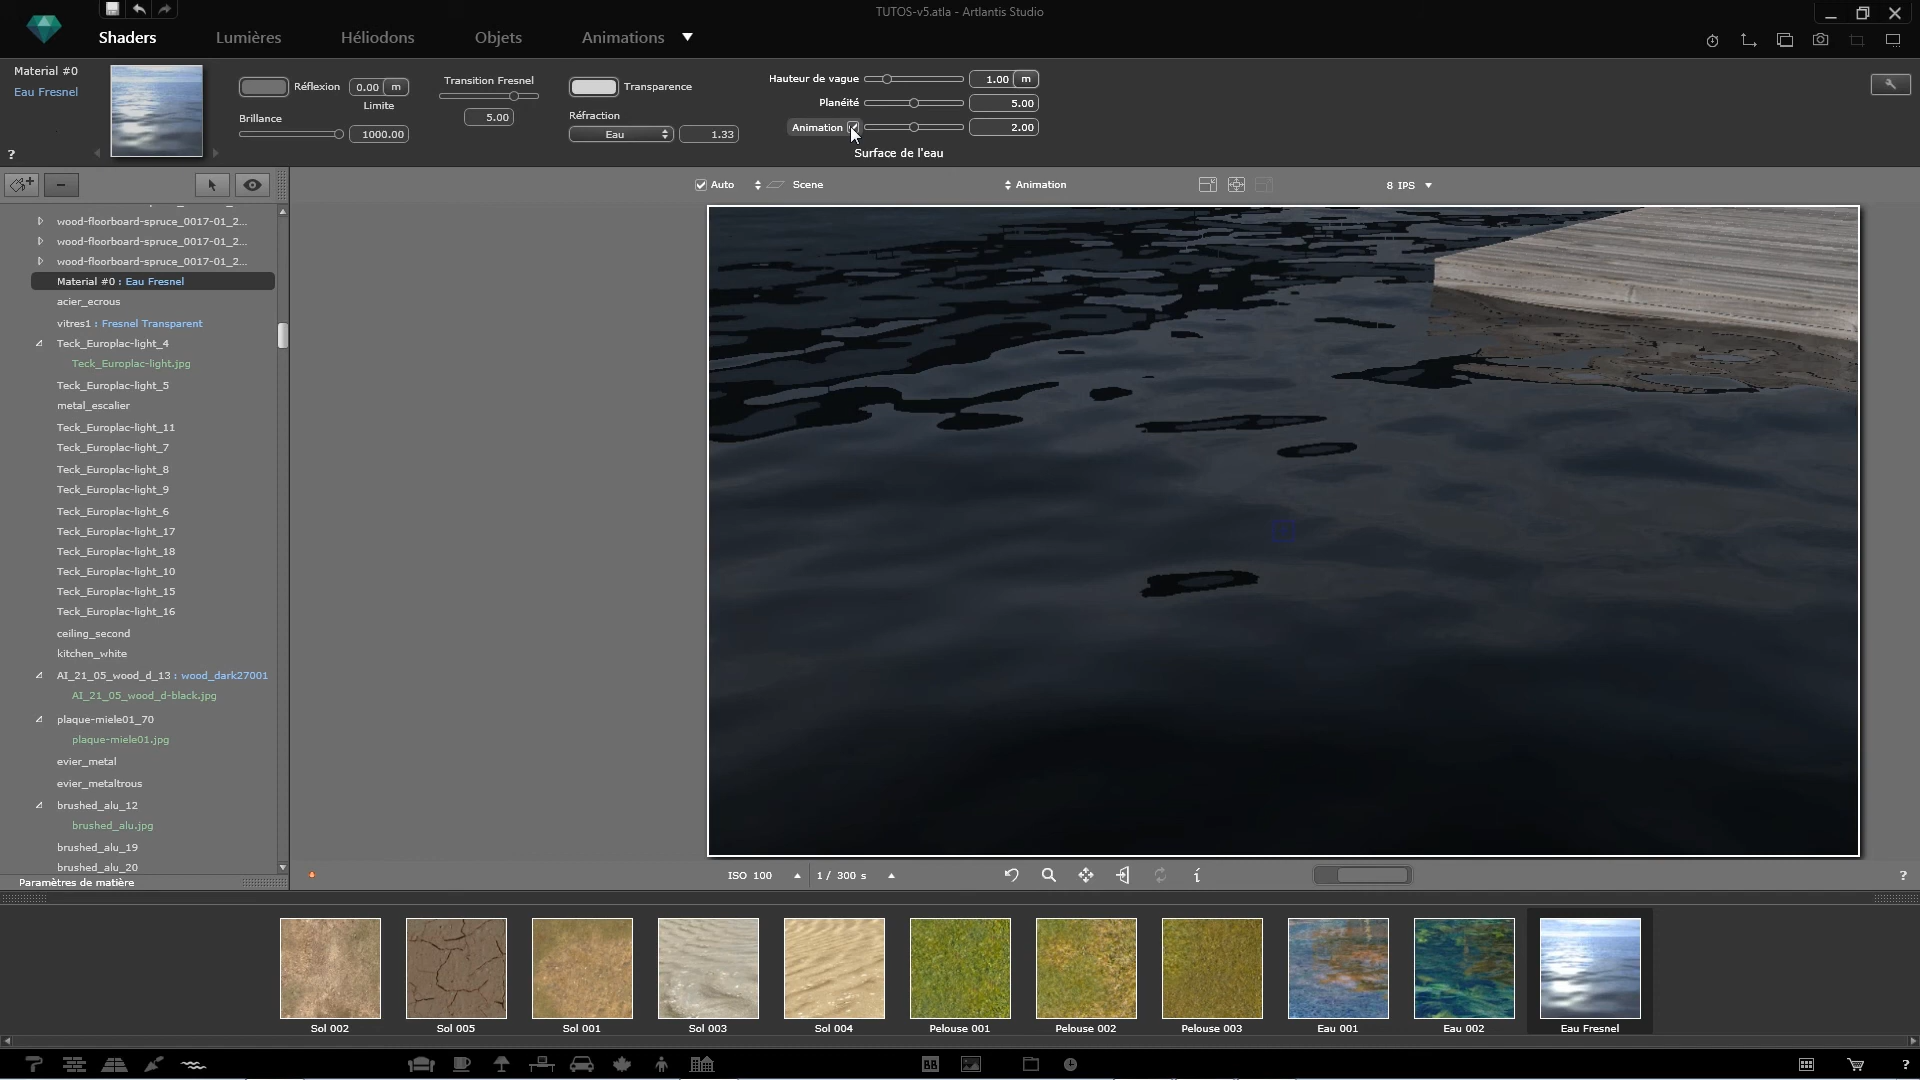 TUTOS-v5.atla - Artlantis Studio
Shaders
Lumières
Héliodons
Objets
Animations
Material #0
Eau Fresnel
?
Réflexion
0.00 m
Limite
Brillance
1000.00
Transition Fresnel
5.00
Transparence
Réfraction
Eau
1.33
Hauteur de vague
1.00 m
Planéité
5.00
Animation
2.00
Surface de l'eau
Auto
Scene
Animation
8 IPS
wood-floorboard-spruce_0017-01_2...
wood-floorboard-spruce_0017-01_2...
wood-floorboard-spruce_0017-01_2...
Material #0 : Eau Fresnel
acier_ecrous
vitres1 : Fresnel Transparent
Teck_Europlac-light_4
Teck_Europlac-light.jpg
Teck_Europlac-light_5
metal_escalier
Teck_Europlac-light_11
Teck_Europlac-light_7
Teck_Europlac-light_8
Teck_Europlac-light_9
Teck_Europlac-light_6
Teck_Europlac-light_17
Teck_Europlac-light_18
Teck_Europlac-light_10
Teck_Europlac-light_15
Teck_Europlac-light_16
ceiling_second
kitchen_white
AI_21_05_wood_d_13 : wood_dark27001
AI_21_05_wood_d-black.jpg
plaque-miele01_70
plaque-miele01.jpg
evier_metal
evier_metaltrous
brushed_alu_12
brushed_alu.jpg
brushed_alu_19
brushed_alu_20
Paramètres de matière
ISO 100
1 / 300 s
i
?
Sol 002
Sol 005
Sol 001
Sol 003
Sol 004
Pelouse 001
Pelouse 002
Pelouse 003
Eau 001
Eau 002
Eau Fresnel
?